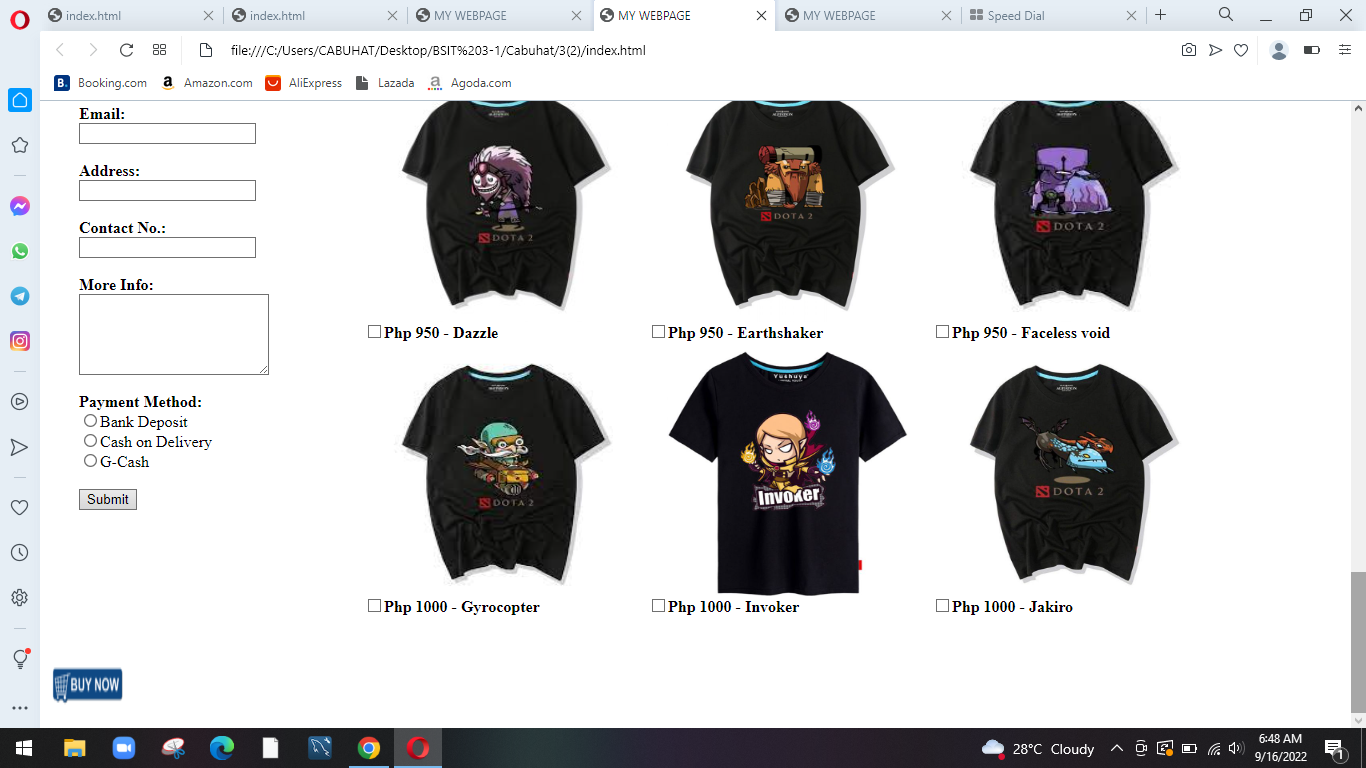 index.html
index.html
MY WEBPAGE
MY WEBPAGE
MY WEBPAGE
Speed Dial
file:///C:/Users/CABUHAT/Desktop/BSIT%203-1/Cabuhat/3(2)/index.html
B. Booking.com
a Amazon.com
AliExpress
Lazada
a Agoda.com
Email:
Address:
Contact No.:
More Info:
Payment Method:
Bank Deposit
Cash on Delivery
G-Cash
Submit
DOTA 2
DOTA 2
DOTA 2
Php 950 - Dazzle
Php 950 - Earthshaker
Php 950 - Faceless void
DOTA 2
Yushuya
Invoker
DOTA 2
Php 1000 - Gyrocopter
Php 1000 - Invoker
Php 1000 - Jakiro
BUY NOW
28°C Cloudy
6:48 AM
9/16/2022
1